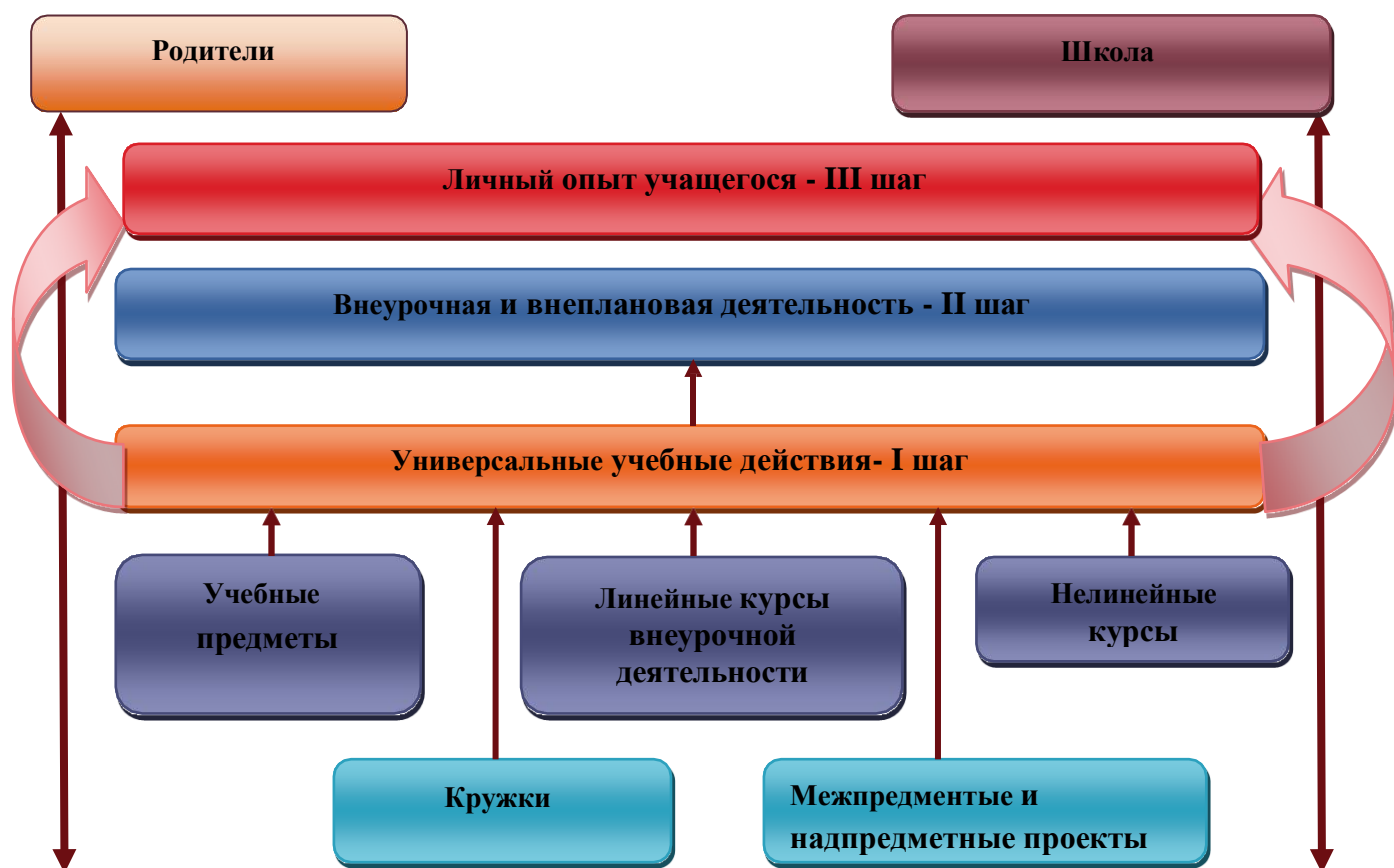 Родители
Школа
Личный опыт учащегося - III шаг
Внеурочная и внеплановая деятельность - II шаг
Универсальные учебные действия- I шаг
Учебные
предметы
Линейные курсы
внеурочной
деятельности
Нелинейные
курсы
Кружки
Межпредментые и
надпредметные проекты